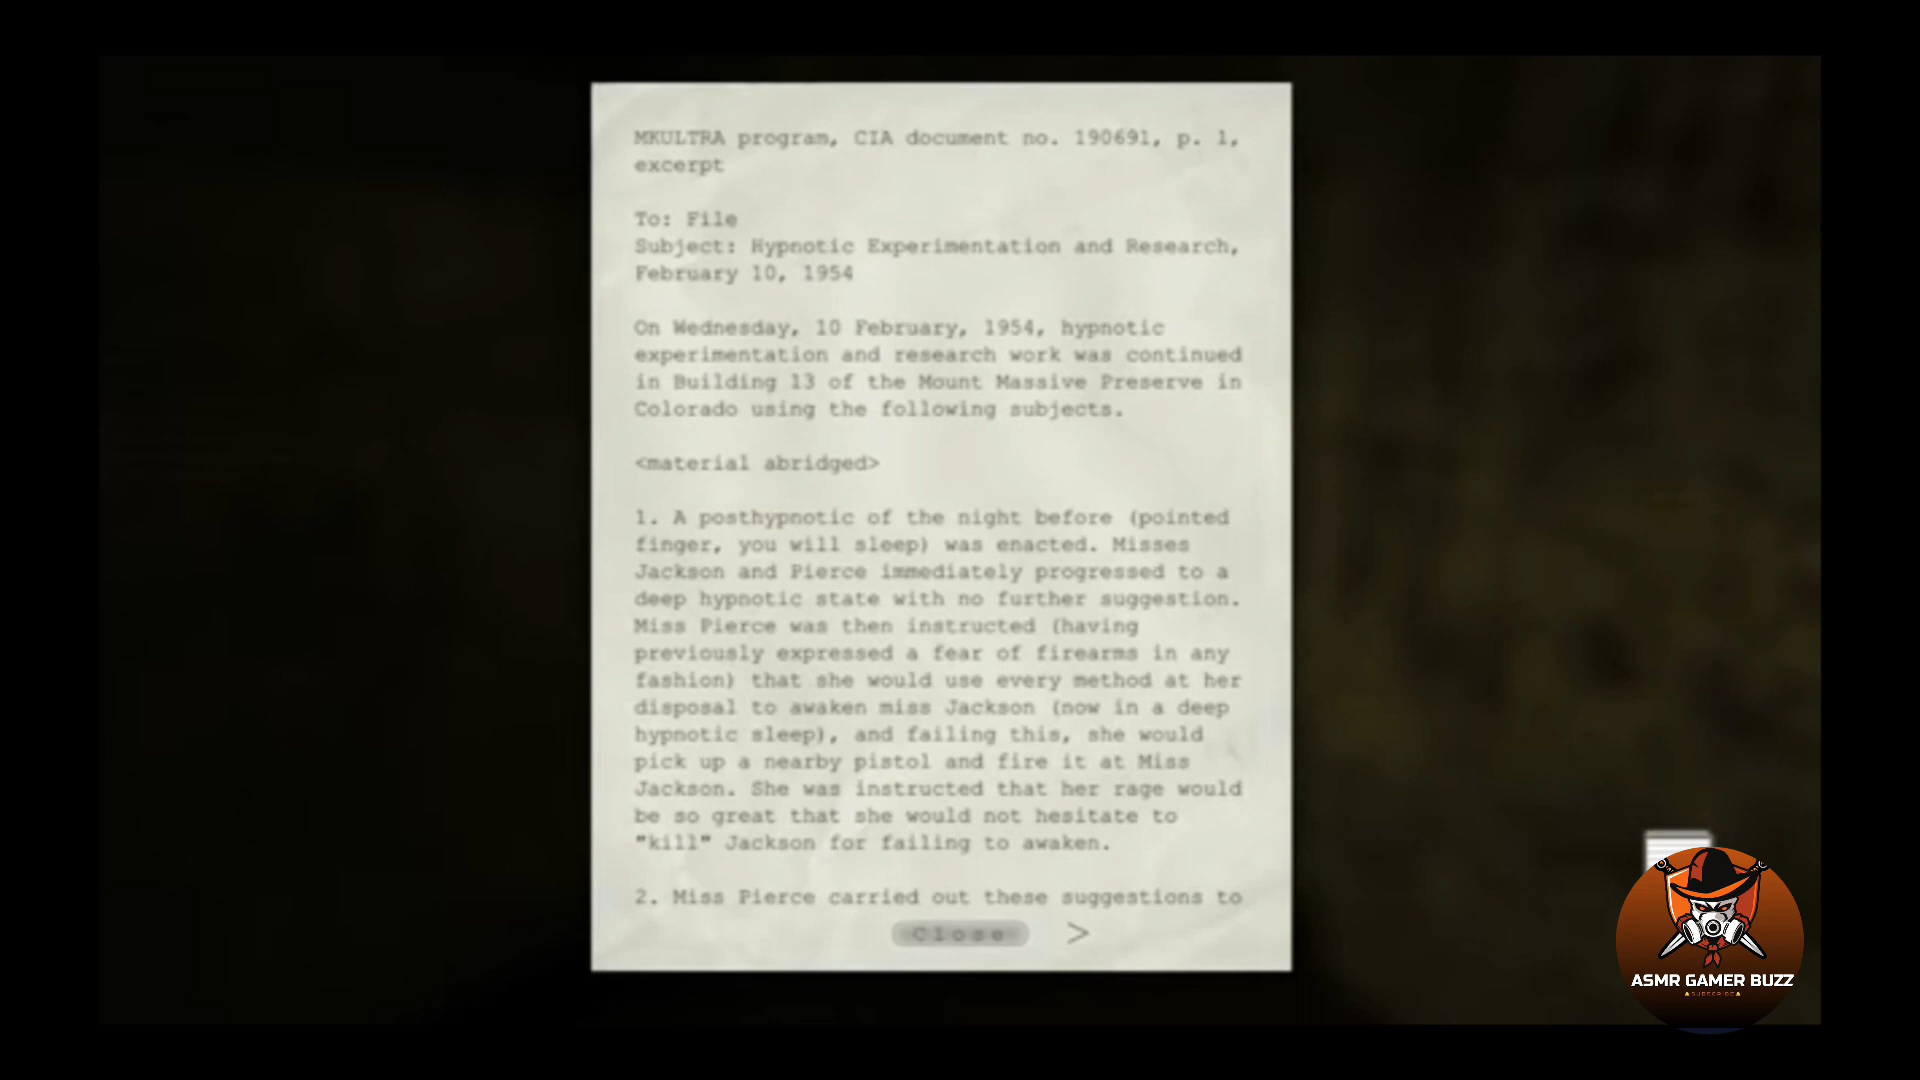 MKULTRA program, CIA document no. 190691, p. 1,
excerpt
To: File
Subject: Hypnotic Experimentation and Research,
February 10, 1954
On Wednesday, 10 February, 1954, hypnotic
experimentation and research work was continued
in Building 13 of the Mount Massive Preserve in
Colorado using the following subjects.
<material abridged>
1. A posthypnotic of the night before (pointed
finger, you will sleep) was enacted. Misses
Jackson and Pierce immediately progressed to a
deep hypnotic state with no further suggestion.
Miss Pierce was then instructed (having
previously expressed a fear of firearms in any
fashion) that she would use every method at her
disposal to awaken miss Jackson (now in a deep
hypnotic sleep), and failing this, she would
pick up a nearby pistol and fire it at Miss
Jackson. She was instructed that her rage would
be so great that she would not hesitate to
"kill" Jackson for failing to awaken.
2. Miss Pierce carried out these suggestions to
Close >
ASMR GAMER BUZZ
SUBSCRIBE